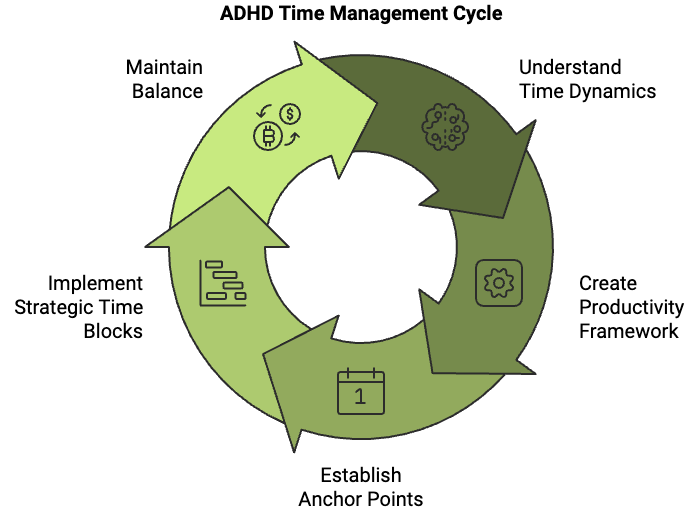 ADHD Time Management Cycle
Maintain
Balance
Understand
Time Dynamics
$
B
Implement
Strategic Time
Blocks
Create
Productivity
Framework
1
Establish
Anchor Points